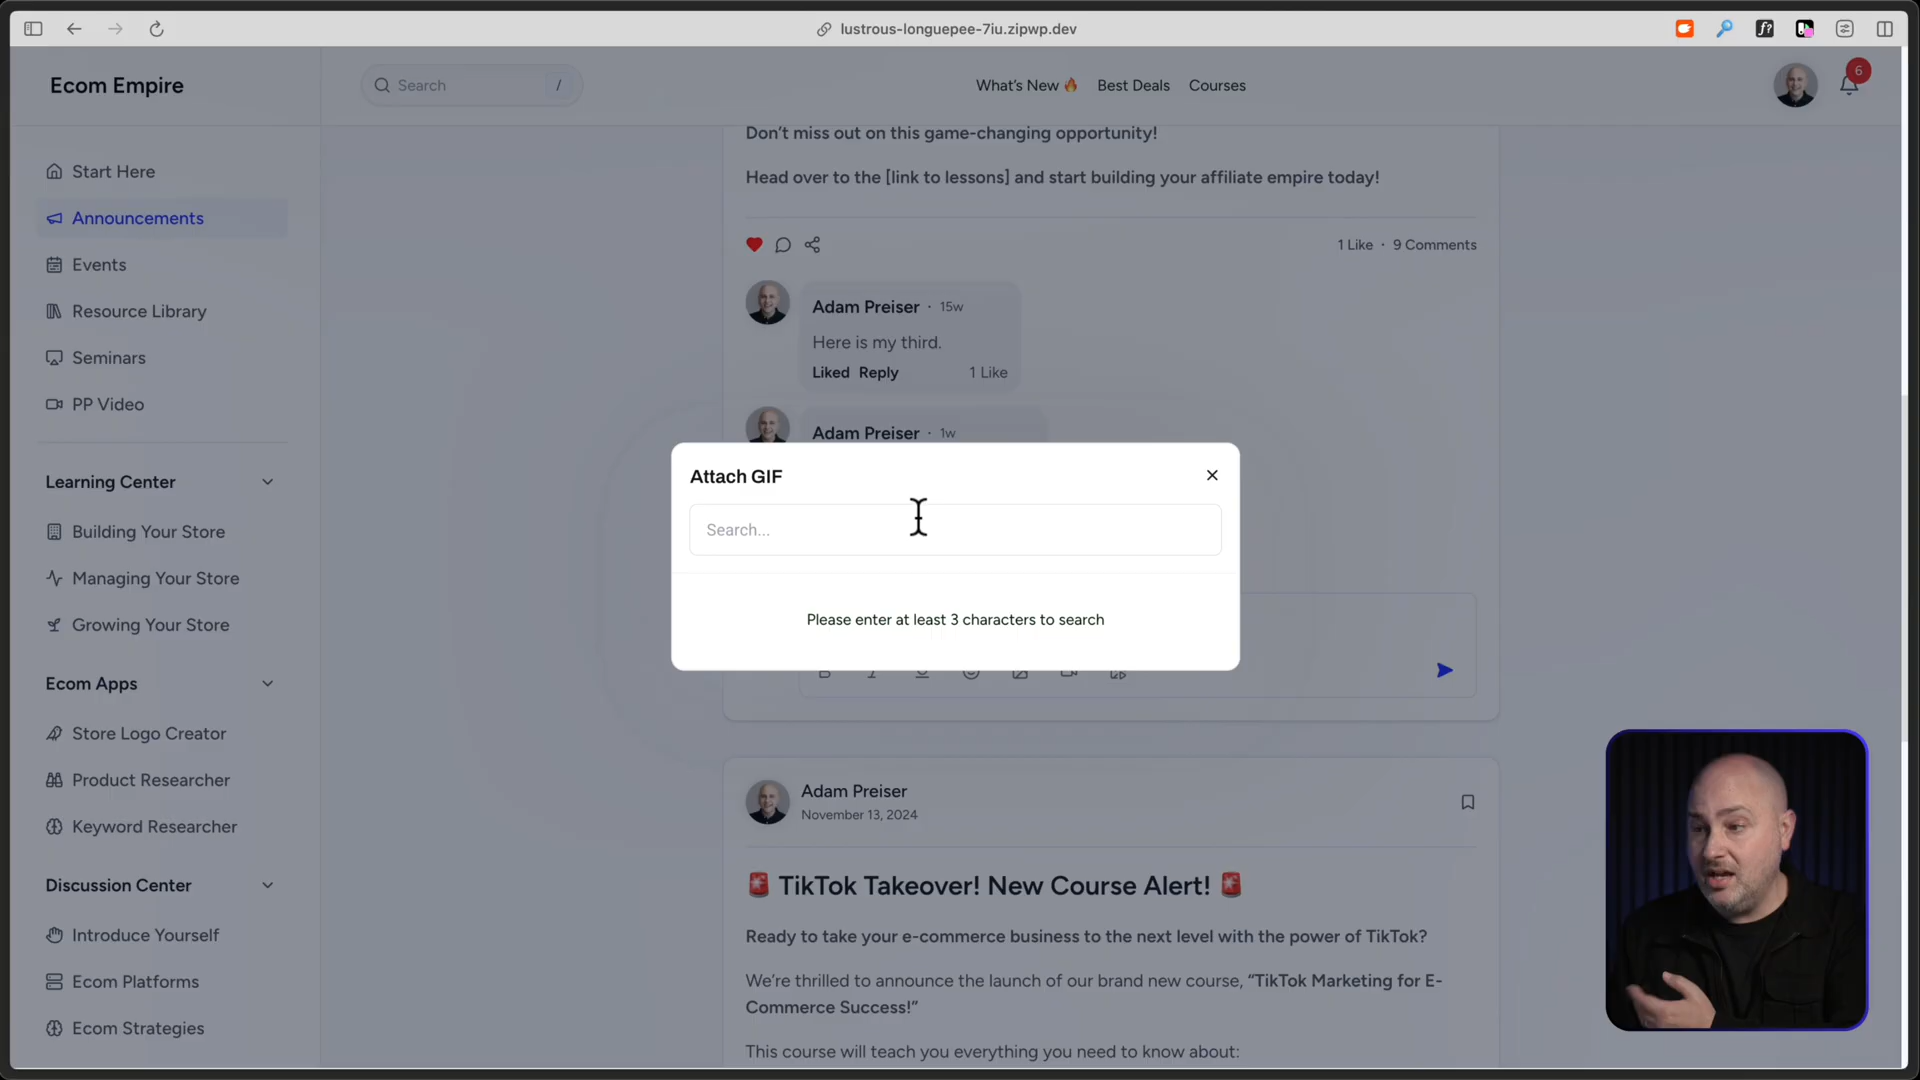 lustrous-longuepee-7iu.zipwp.dev
Ecom Empire
Search
/
What's New 🔥
Best Deals
Courses
6
Start Here
Announcements
Events
Resource Library
Seminars
PP Video
Learning Center
Building Your Store
Managing Your Store
Growing Your Store
Ecom Apps
Store Logo Creator
Product Researcher
Keyword Researcher
Discussion Center
Introduce Yourself
Ecom Platforms
Ecom Strategies
Don't miss out on this game-changing opportunity!
Head over to the [link to lessons] and start building your affiliate empire today!
1 Like · 9 Comments
Adam Preiser · 15w
Here is my third.
Liked Reply 1 Like
Adam Preiser · 1w
Attach GIF
Search...
Please enter at least 3 characters to search
Adam Preiser
November 13, 2024
🚨 TikTok Takeover! New Course Alert! 🚨
Ready to take your e-commerce business to the next level with the power of TikTok?
We're thrilled to announce the launch of our brand new course, “TikTok Marketing for E-
Commerce Success!”
This course will teach you everything you need to know about: